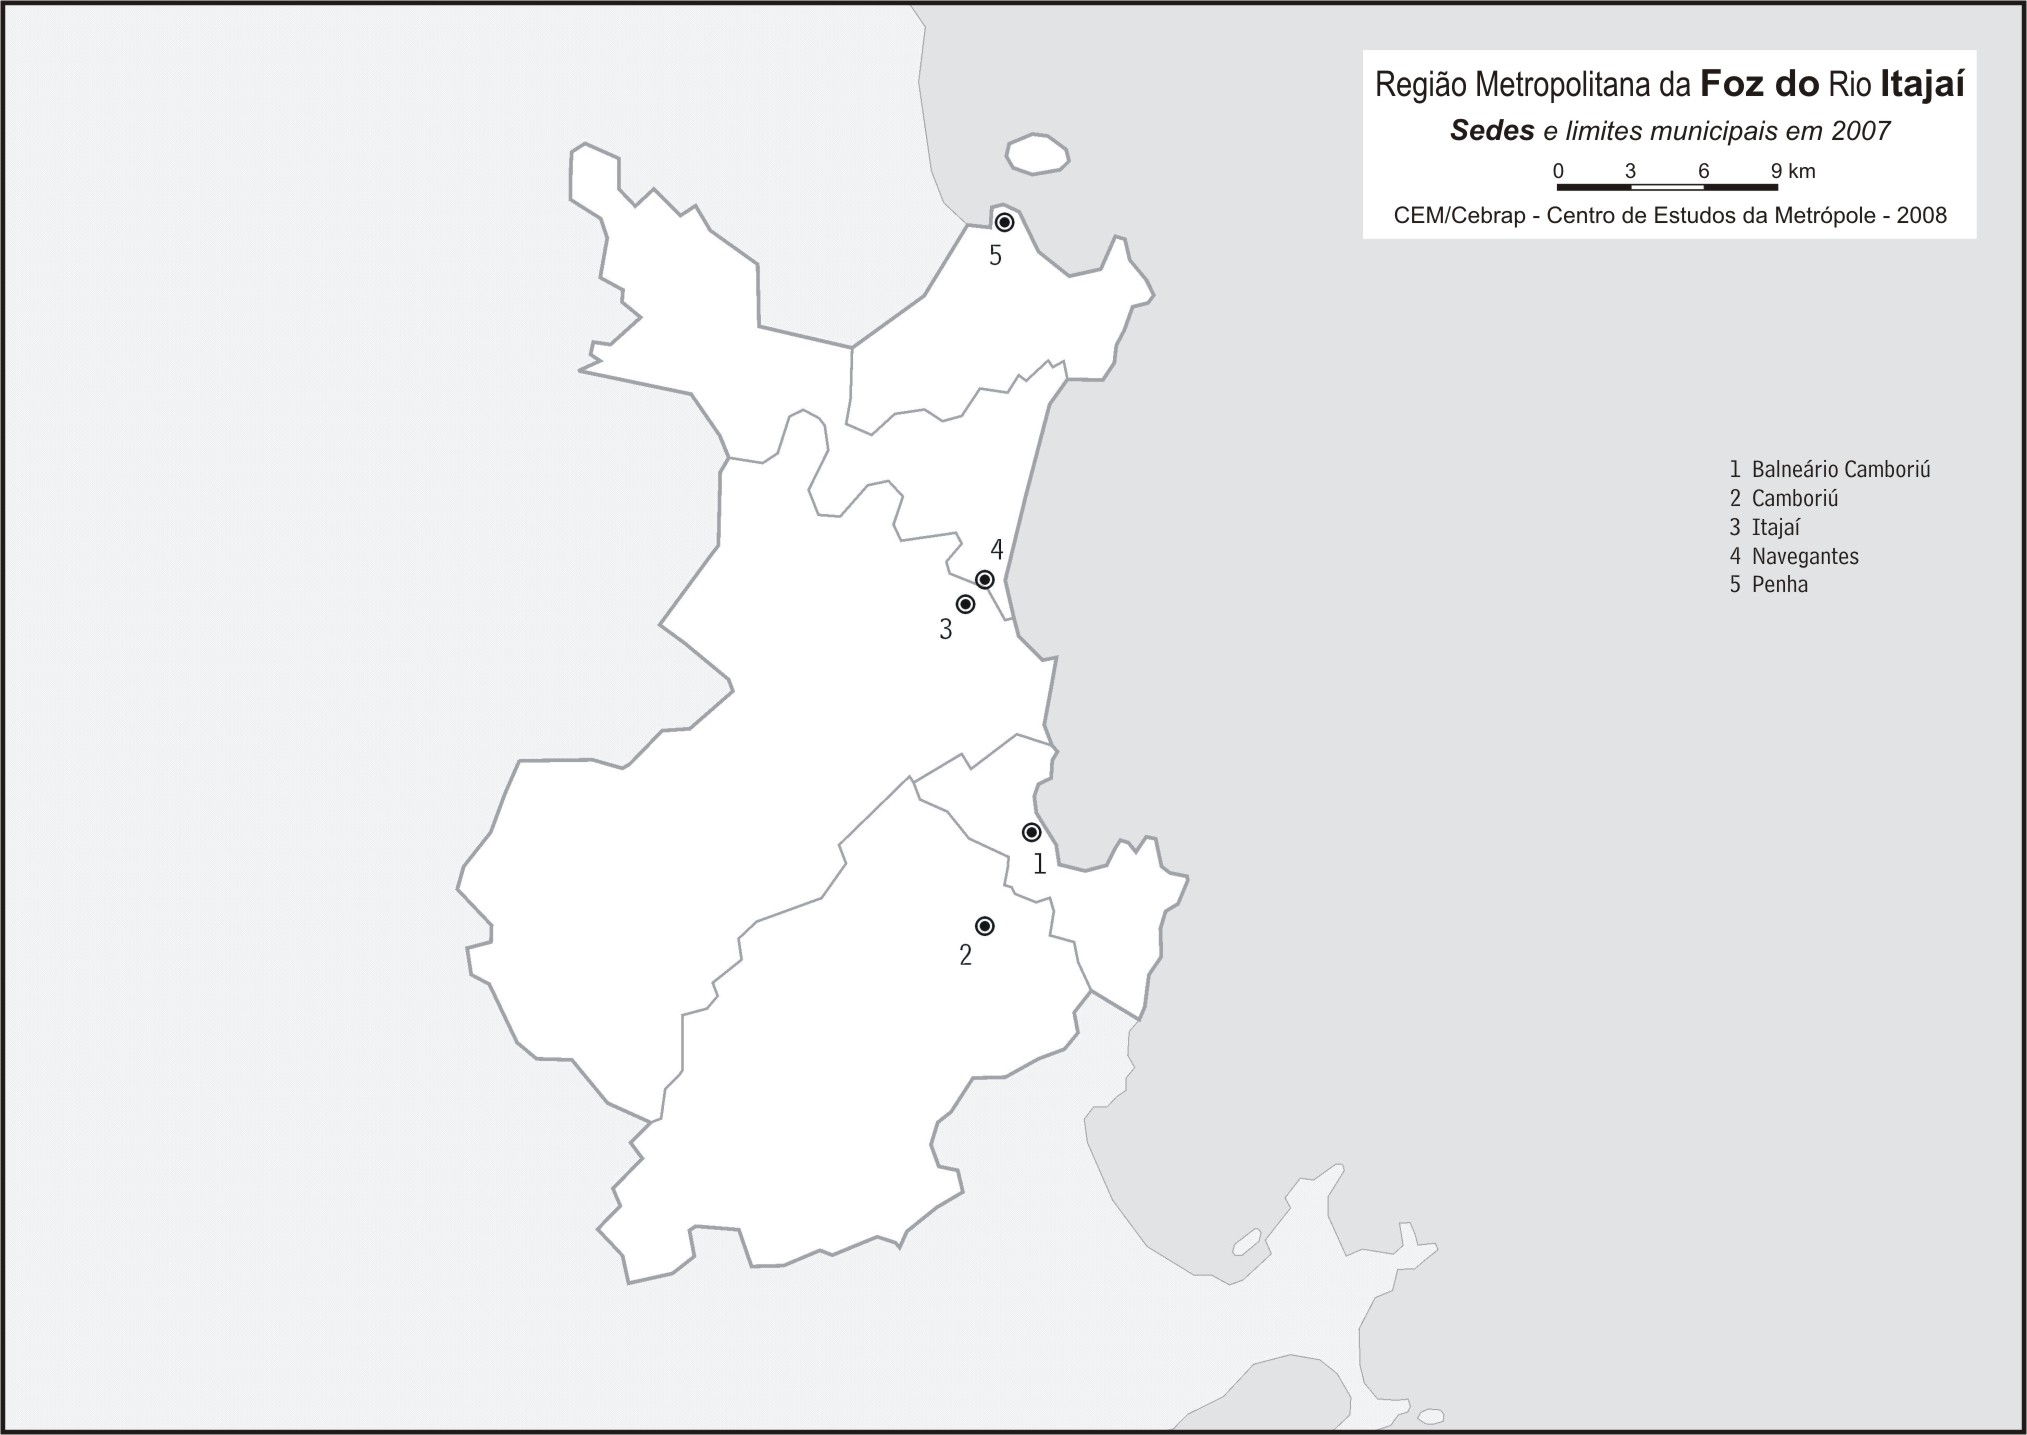 Região Metropolitana da Foz do Rio Itajaí
Sedes e limites municipais em 2007
0 3 6 9 km
CEM/Cebrap - Centro de Estudos da Metrópole - 2008
5
1 Balneário Camboriú
2 Camboriú
3 Itajaí
4 Navegantes
5 Penha
4
3
1
2